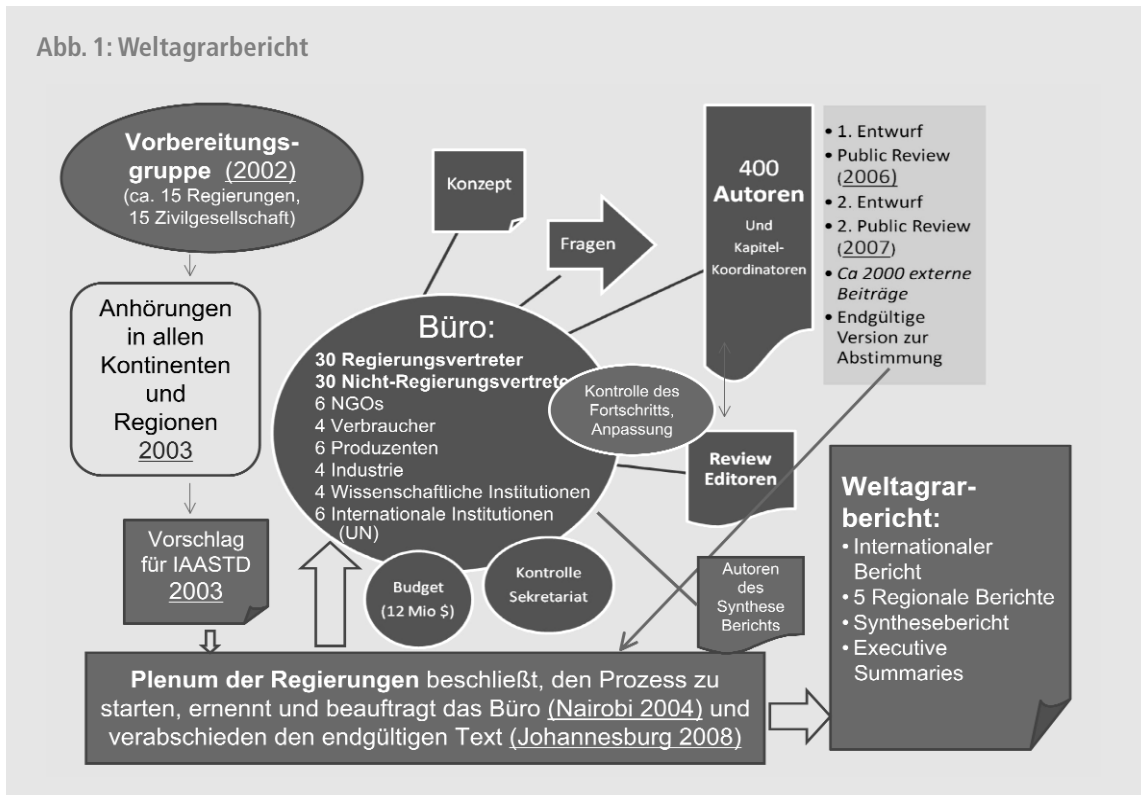 Abb. 1: Weltagrarbericht
Vorbereitungs-
gruppe (2002)
(ca. 15 Regierungen,
15 Zivilgesellschaft)
Anhörungen
in allen
Kontinenten
und
Regionen
2003
Vorschlag
für IAASTD
2003
Konzept
Fragen
Büro:
30 Regierungsvertreter
30 Nicht-Regierungsvertrete
6 NGOs
4 Verbraucher
6 Produzenten
4 Industrie
4 Wissenschaftliche Institutionen
6 Internationale Institutionen
(UN)
Budget
(12 Mio $)
Kontrolle
Sekretariat
Kontrolle des
Fortschritts,
Anpassung
400
Autoren
Und
Kapitel-
Koordinatoren
Review
Editoren
Autoren
des
Synthese
Berichts
• 1. Entwurf
• Public Review
(2006)
• 2. Entwurf
• 2. Public Review
(2007)
• Ca 2000 externe
Beiträge
• Endgültige
Version zur
Abstimmung
Plenum der Regierungen beschließt, den Prozess zu
starten, ernennt und beauftragt das Büro (Nairobi 2004) und
verabschieden den endgültigen Text (Johannesburg 2008)
Weltagrar-
bericht:
• Internationaler
Bericht
• 5 Regionale Berichte
• Synthesebericht
• Executive
Summaries